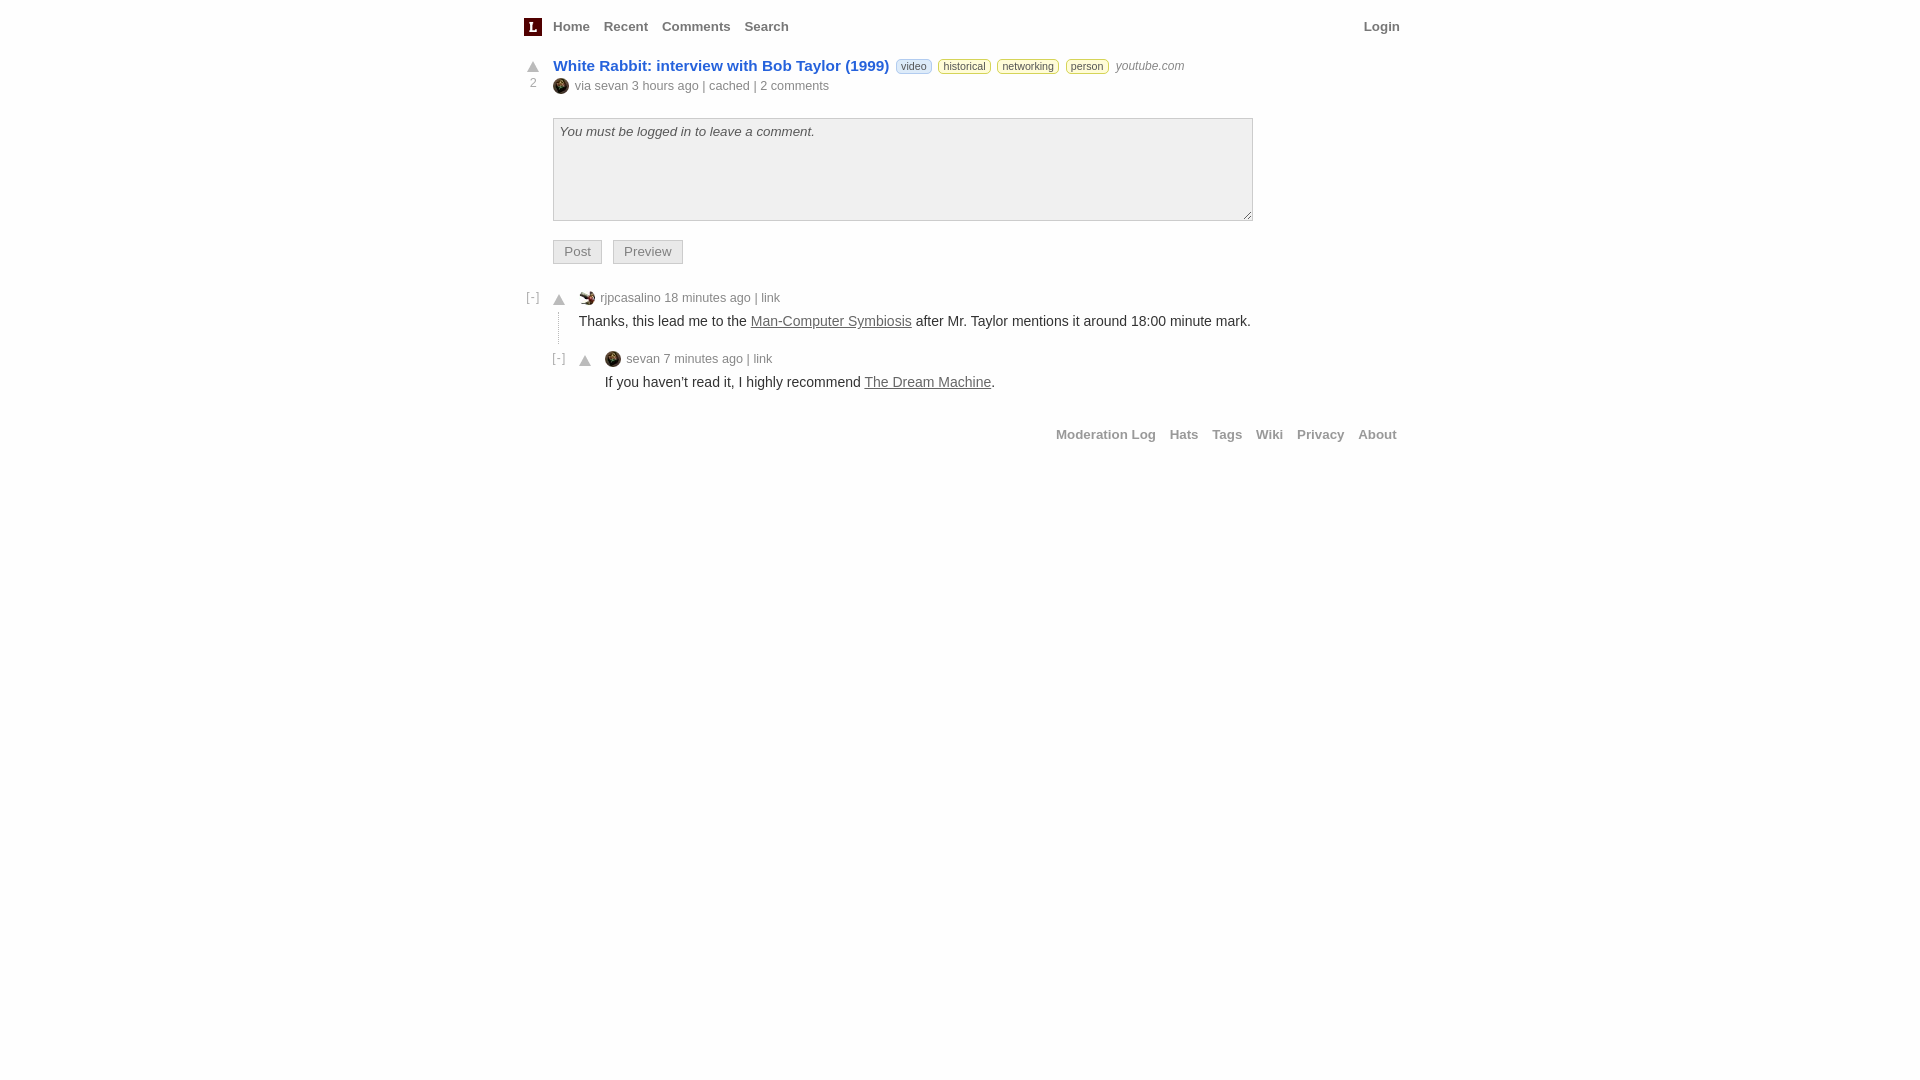 L Home Recent Comments Search Login
White Rabbit: interview with Bob Taylor (1999) video historical networking person youtube.com
2
via sevan 3 hours ago | cached | 2 comments
You must be logged in to leave a comment.
Post Preview
[-] rjpcasalino 18 minutes ago | link
Thanks, this lead me to the Man-Computer Symbiosis after Mr. Taylor mentions it around 18:00 minute mark.
[-] sevan 7 minutes ago | link
If you haven’t read it, I highly recommend The Dream Machine.
Moderation Log Hats Tags Wiki Privacy About